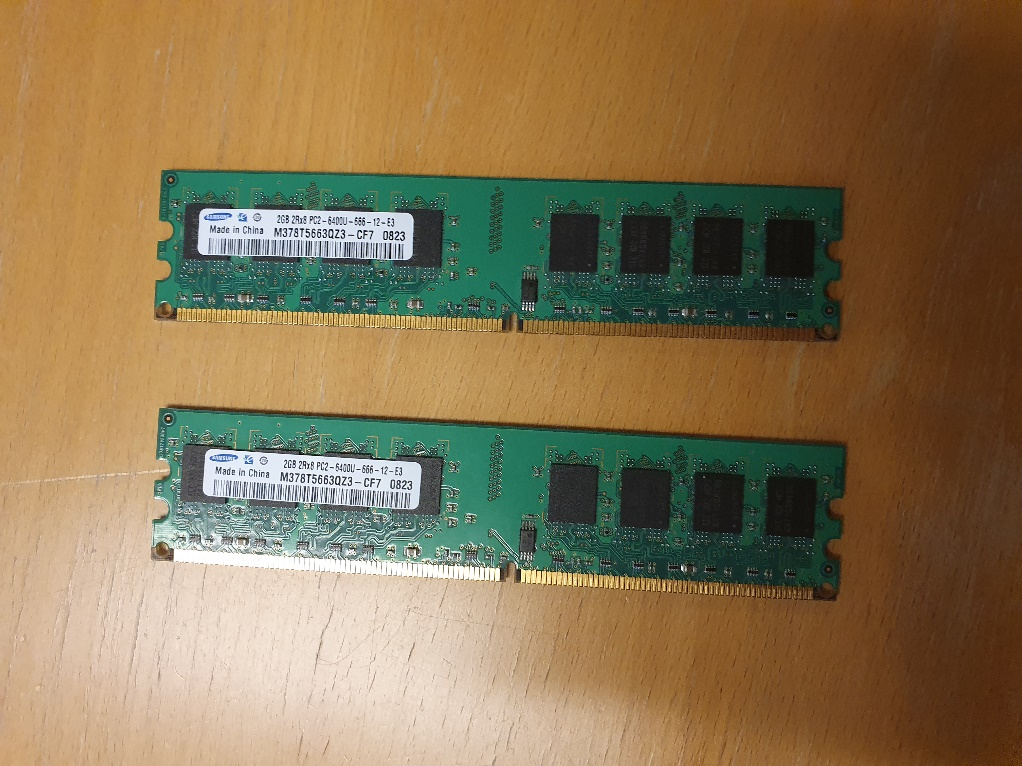 SAMSUNG
2GB 2Rx8 PC2-6400U-666-12-E3
Made in China M378T5663QZ3-CF7 0823
SAMSUNG
2GB 2Rx8 PC2-6400U-666-12-E3
Made in China M378T5663QZ3-CF7 0823